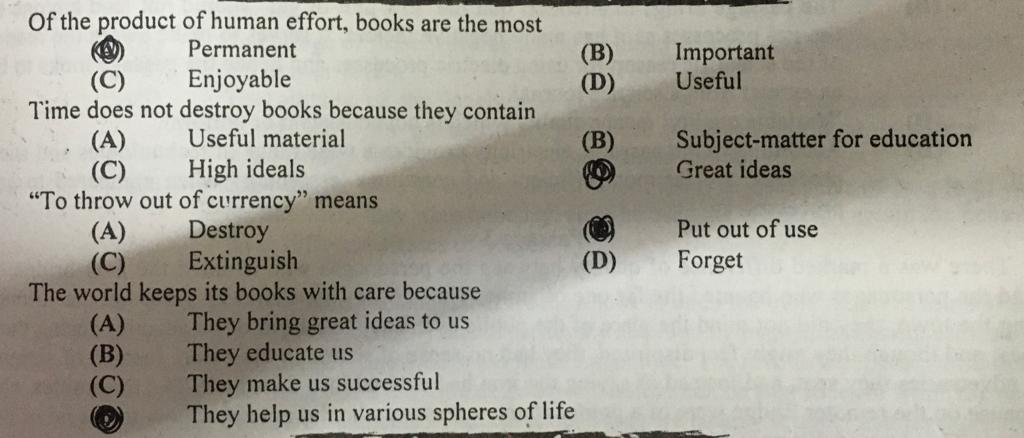 Of the product of human effort, books are the most
(A) Permanent (B) Important
(C) Enjoyable (D) Useful
Time does not destroy books because they contain
(A) Useful material (B) Subject-matter for education
(C) High ideals Great ideas
"To throw out of currency" means
(A) Destroy Put out of use
(C) Extinguish (D) Forget
The world keeps its books with care because
(A) They bring great ideas to us
(B) They educate us
(C) They make us successful
They help us in various spheres of life